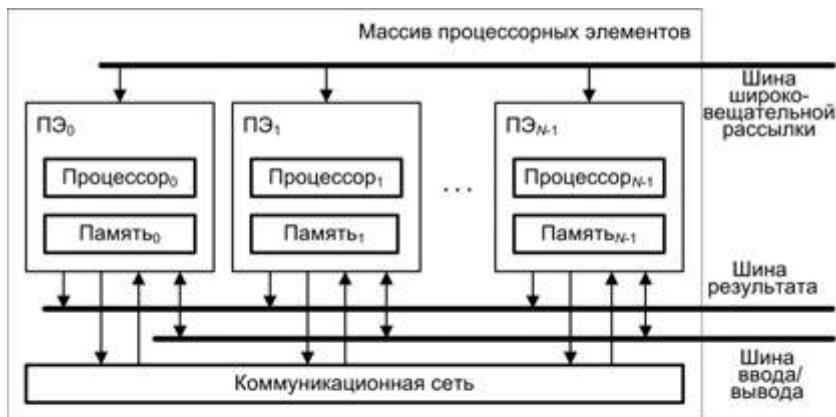 Массив процессорных элементов
Шина
широко-
вещательной
рассылки
ПЭ0
ПЭ1
ПЭN-1
Процессор0
Процессор1
. . .
ПроцессорN-1
Память0
Память1
ПамятьN-1
Шина
результата
Шина
ввода/
вывода
Коммуникационная сеть